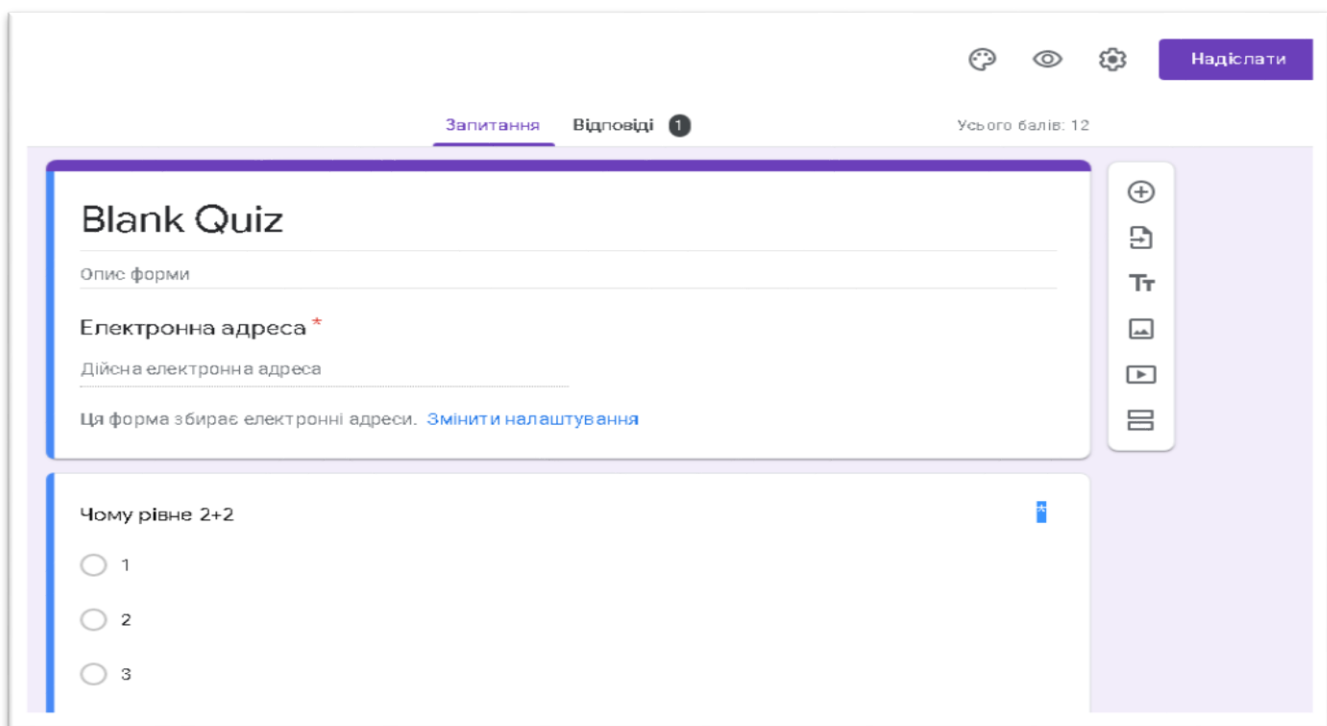 Надіслати
Запитання Відповіді 1 Усього балів: 12
Blank Quiz
Опис форми
Електронна адреса *
Дійсна електронна адреса
Ця форма збирає електронні адреси. Змінити налаштування
Чому рівне 2+2 *
1
2
3